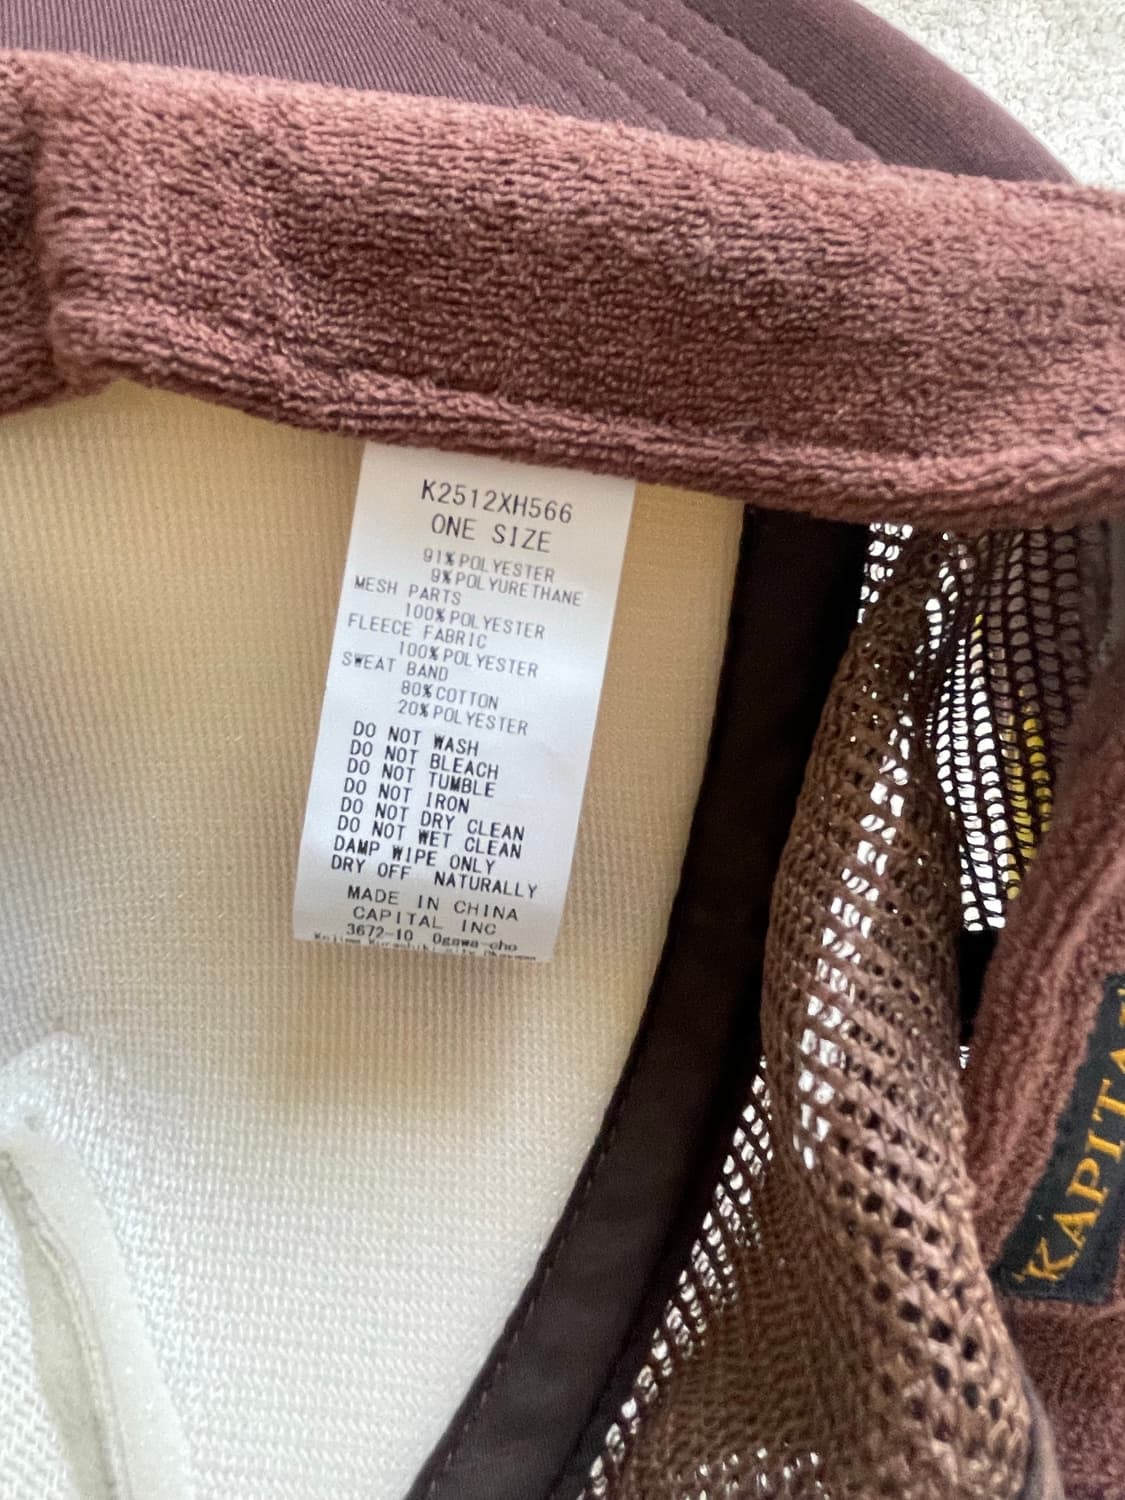 K2512XH566
ONE SIZE
91%POLYESTER
9%POLYURETHANE
MESH PARTS
100%POLYESTER
FLEECE FABRIC
100%POLYESTER
SWEAT BAND
80%COTTON
20%POLYESTER
DO NOT WASH
DO NOT BLEACH
DO NOT TUMBLE
DO NOT IRON
DO NOT DRY CLEAN
DO NOT WET CLEAN
DAMP WIPE ONLY
DRY OFF NATURALLY
MADE IN CHINA
CAPITAL INC
3672-10 Ogawa-cho
KAPITA